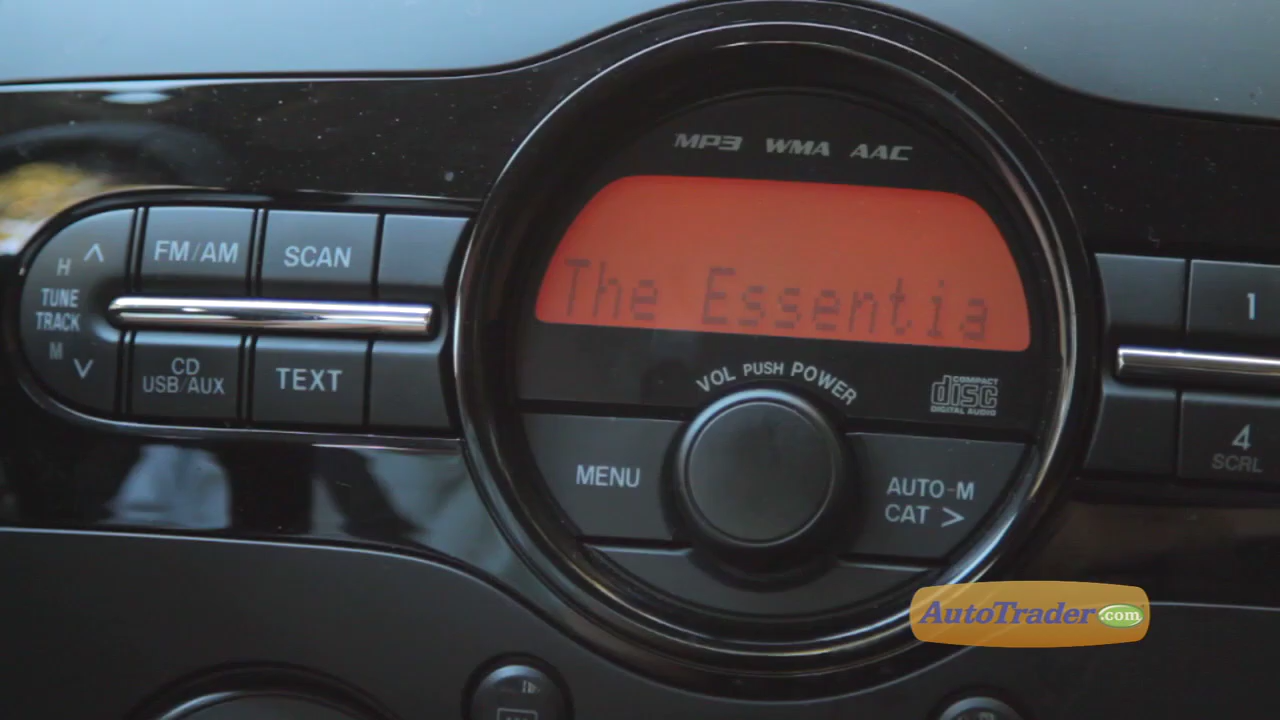 MP3 WMA AAC
The Essentia
VOL PUSH POWER
COMPACT
disc
DIGITAL AUDIO
H
TUNE
TRACK
M
FM/AM
SCAN
CD
USB/AUX
TEXT
MENU
AUTO-M
CAT >
1
4
SCRL
AutoTrader.com